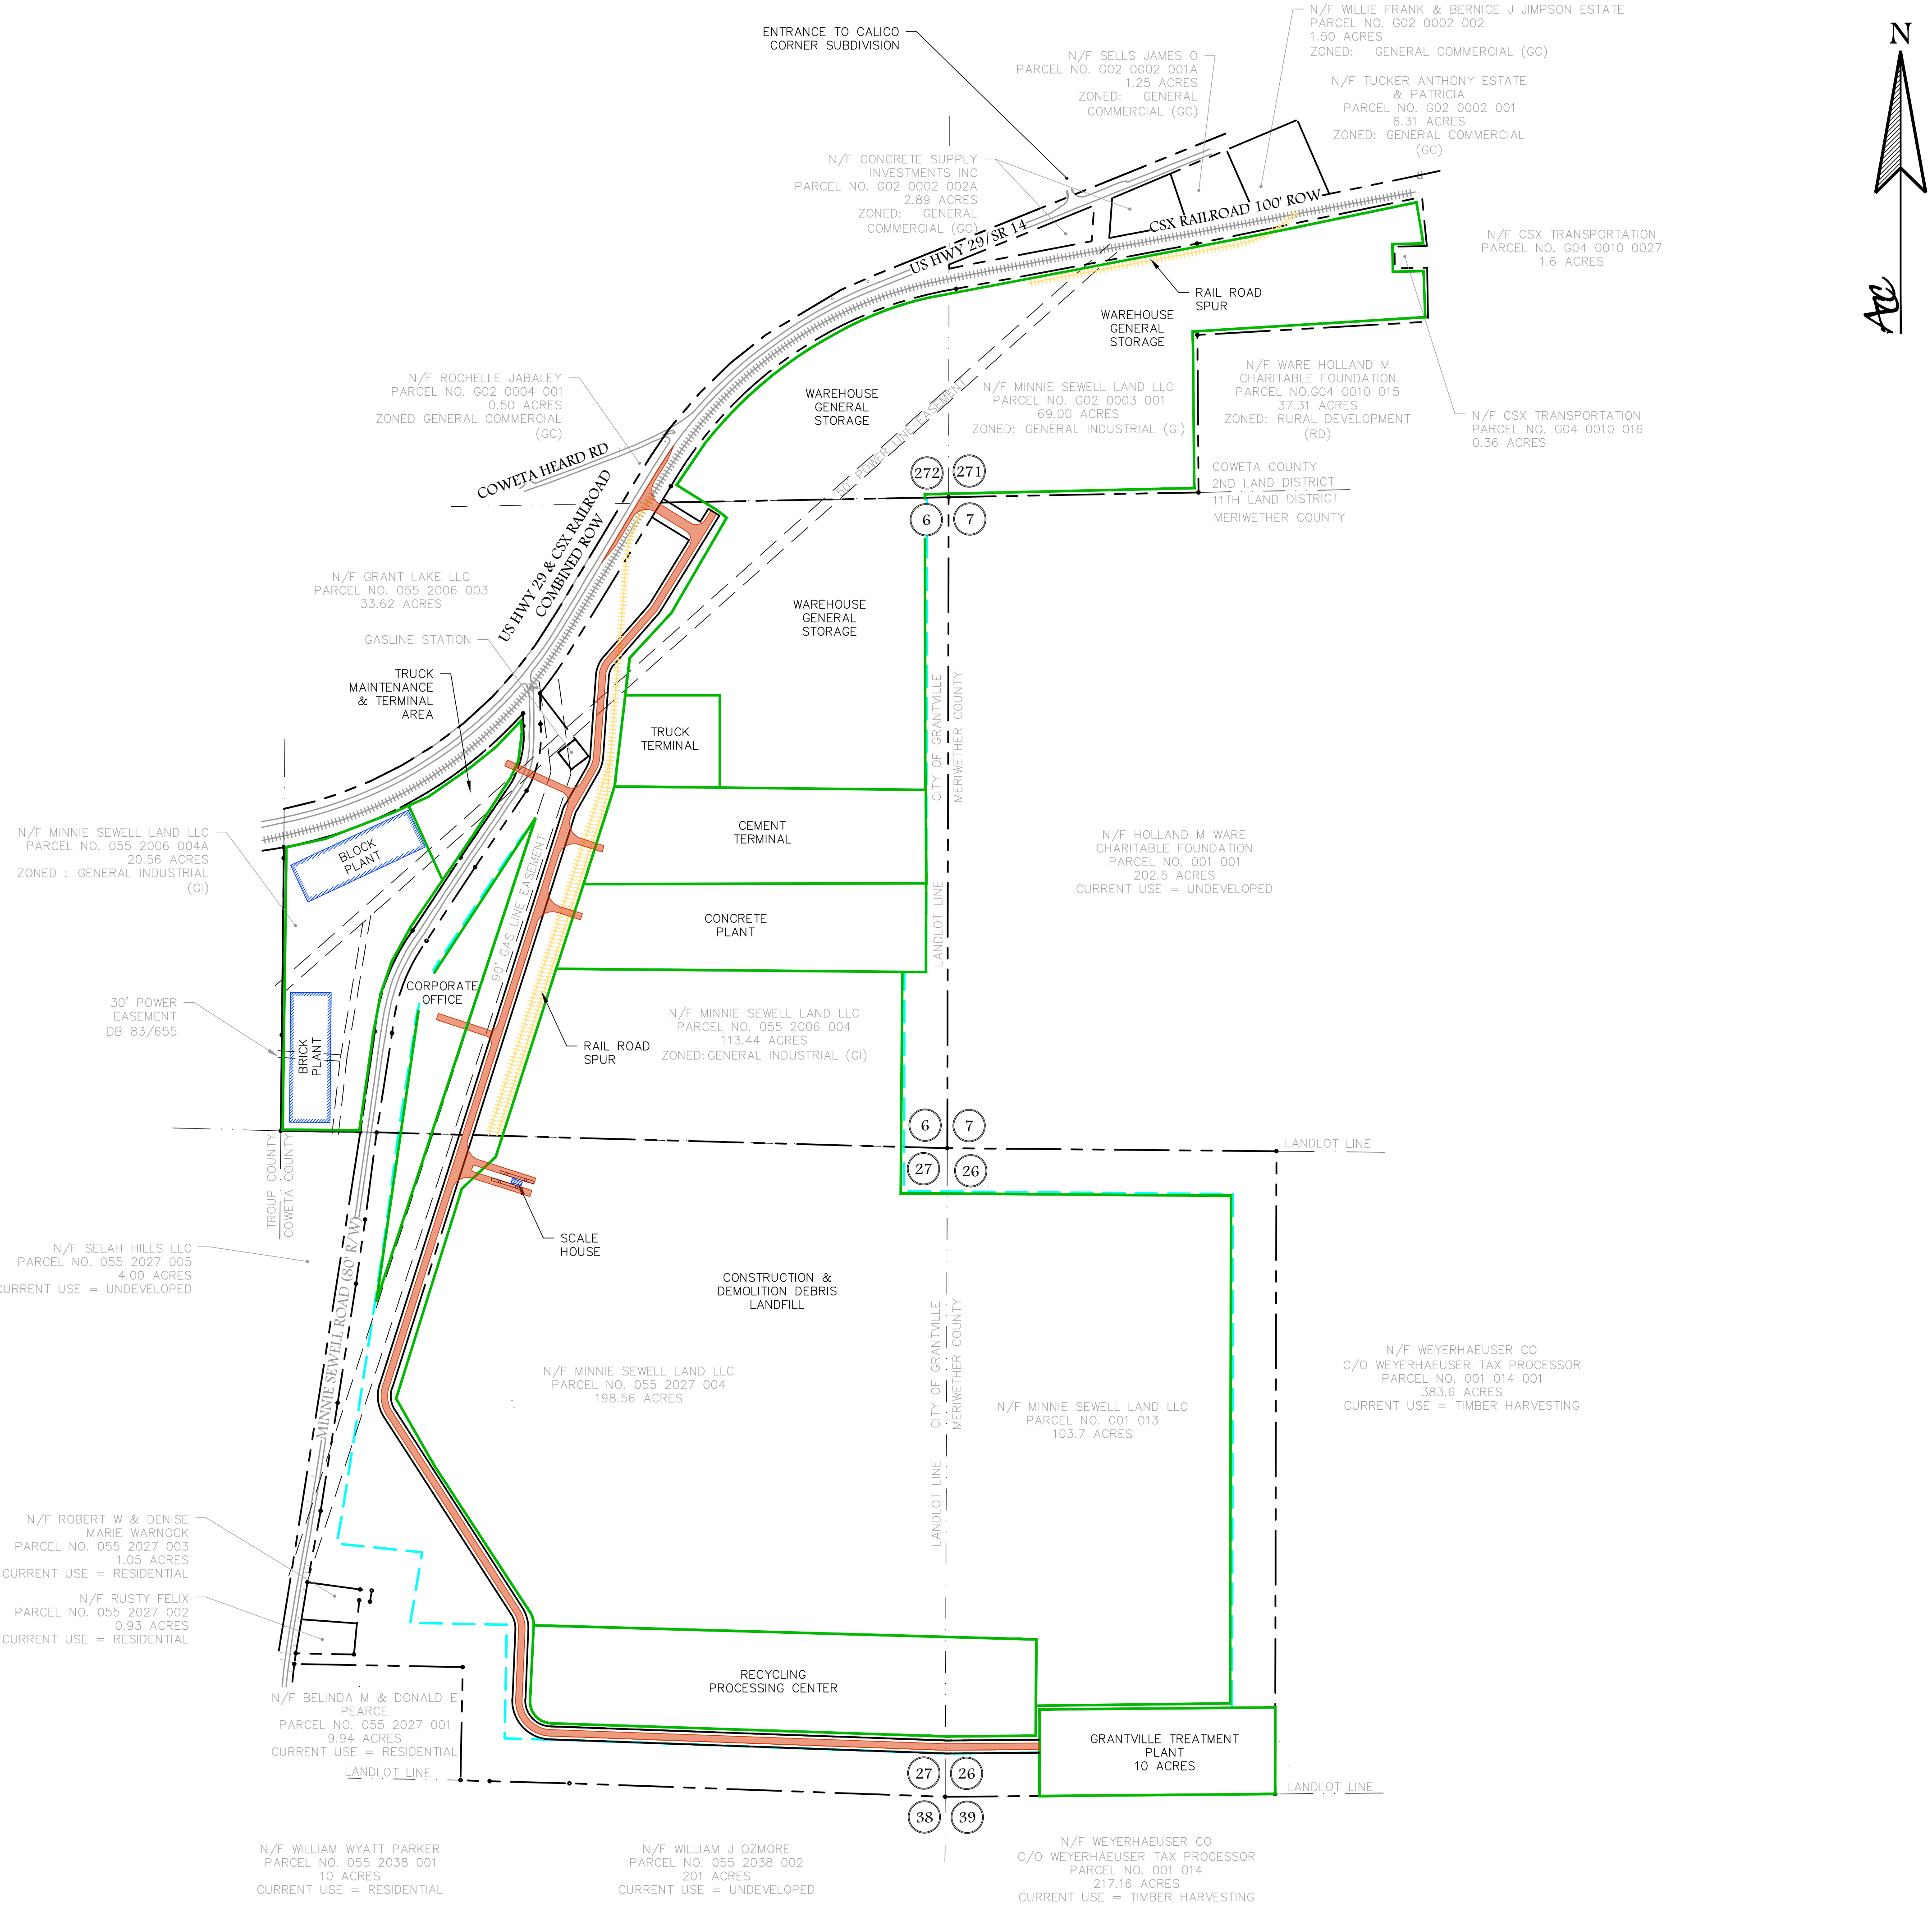 N/F WILLIE FRANK & BERNICE J JIMPSON ESTATE
PARCEL NO. G02 0002 002
1.50 ACRES
ZONED: GENERAL COMMERCIAL (GC)
N
ENTRANCE TO CALICO
CORNER SUBDIVISION
N/F SELLS JAMES O
PARCEL NO. G02 0002 001A
1.25 ACRES
ZONED: GENERAL
COMMERCIAL (GC)
N/F TUCKER ANTHONY ESTATE
& PATRICIA
PARCEL NO. G02 0002 001
6.31 ACRES
ZONED: GENERAL COMMERCIAL
(GC)
N/F CONCRETE SUPPLY
INVESTMENTS INC
PARCEL NO. G02 0002 002A
2.89 ACRES
ZONED: GENERAL
COMMERCIAL (GC)
US HWY 29/SR 14
CSX RAILROAD 100' ROW
N/F CSX TRANSPORTATION
PARCEL NO. G04 0010 0027
1.6 ACRES
RAIL ROAD
SPUR
WAREHOUSE
GENERAL
STORAGE
N/F ROCHELLE JABALEY
PARCEL NO. G02 0004 001
0.50 ACRES
ZONED GENERAL COMMERCIAL
(GC)
WAREHOUSE
GENERAL
STORAGE
50' POWER LINE EASEMENT
N/F MINNIE SEWELL LAND LLC
PARCEL NO. G02 0003 001
69.00 ACRES
ZONED: GENERAL INDUSTRIAL (GI)
N/F WARE HOLLAND M
CHARITABLE FOUNDATION
PARCEL NO.G04 0010 015
37.31 ACRES
ZONED: RURAL DEVELOPMENT
(RD)
N/F CSX TRANSPORTATION
PARCEL NO. G04 0010 016
0.36 ACRES
COWETA HEARD RD
272
271
COWETA COUNTY
2ND LAND DISTRICT
11TH LAND DISTRICT
MERIWETHER COUNTY
6
7
US HWY 29 & CSX RAILROAD
COMBINED ROW
N/F GRANT LAKE LLC
PARCEL NO. 055 2006 003
33.62 ACRES
WAREHOUSE
GENERAL
STORAGE
GASLINE STATION
TRUCK
MAINTENANCE
& TERMINAL
AREA
TRUCK
TERMINAL
CITY OF GRANTVILLE
MERIWETHER COUNTY
LANDLOT LINE
N/F MINNIE SEWELL LAND LLC
PARCEL NO. 055 2006 004A
20.56 ACRES
ZONED : GENERAL INDUSTRIAL
(GI)
BLOCK
PLANT
CEMENT
TERMINAL
N/F HOLLAND M WARE
CHARITABLE FOUNDATION
PARCEL NO. 001 001
202.5 ACRES
CURRENT USE = UNDEVELOPED
90' GAS LINE EASEMENT
CONCRETE
PLANT
CORPORATE
OFFICE
30' POWER
EASEMENT
DB 83/655
BRICK
PLANT
RAIL ROAD
SPUR
N/F MINNIE SEWELL LAND LLC
PARCEL NO. 055 2006 004
113.44 ACRES
ZONED: GENERAL INDUSTRIAL (GI)
6
7
LANDLOT LINE
27
26
TROUP COUNTY
COWETA COUNTY
SCALE
HOUSE
N/F SELAH HILLS LLC
PARCEL NO. 055 2027 005
4.00 ACRES
CURRENT USE = UNDEVELOPED
MINNIE SEWELL ROAD (80' R/W)
CONSTRUCTION &
DEMOLITION DEBRIS
LANDFILL
CITY OF GRANTVILLE
MERIWETHER COUNTY
LANDLOT LINE
N/F MINNIE SEWELL LAND LLC
PARCEL NO. 055 2027 004
198.56 ACRES
N/F MINNIE SEWELL LAND LLC
PARCEL NO. 001 013
103.7 ACRES
N/F WEYERHAEUSER CO
C/O WEYERHAEUSER TAX PROCESSOR
PARCEL NO. 001 014 001
383.6 ACRES
CURRENT USE = TIMBER HARVESTING
N/F ROBERT W & DENISE
MARIE WARNOCK
PARCEL NO. 055 2027 003
1.05 ACRES
CURRENT USE = RESIDENTIAL
N/F RUSTY FELIX
PARCEL NO. 055 2027 002
0.93 ACRES
CURRENT USE = RESIDENTIAL
N/F BELINDA M & DONALD E
PEARCE
PARCEL NO. 055 2027 001
9.94 ACRES
CURRENT USE = RESIDENTIAL
LANDLOT LINE
RECYCLING
PROCESSING CENTER
GRANTVILLE TREATMENT
PLANT
10 ACRES
LANDLOT LINE
27
26
38
39
N/F WILLIAM WYATT PARKER
PARCEL NO. 055 2038 001
10 ACRES
CURRENT USE = RESIDENTIAL
N/F WILLIAM J OZMORE
PARCEL NO. 055 2038 002
201 ACRES
CURRENT USE = UNDEVELOPED
N/F WEYERHAEUSER CO
C/O WEYERHAEUSER TAX PROCESSOR
PARCEL NO. 001 014
217.16 ACRES
CURRENT USE = TIMBER HARVESTING